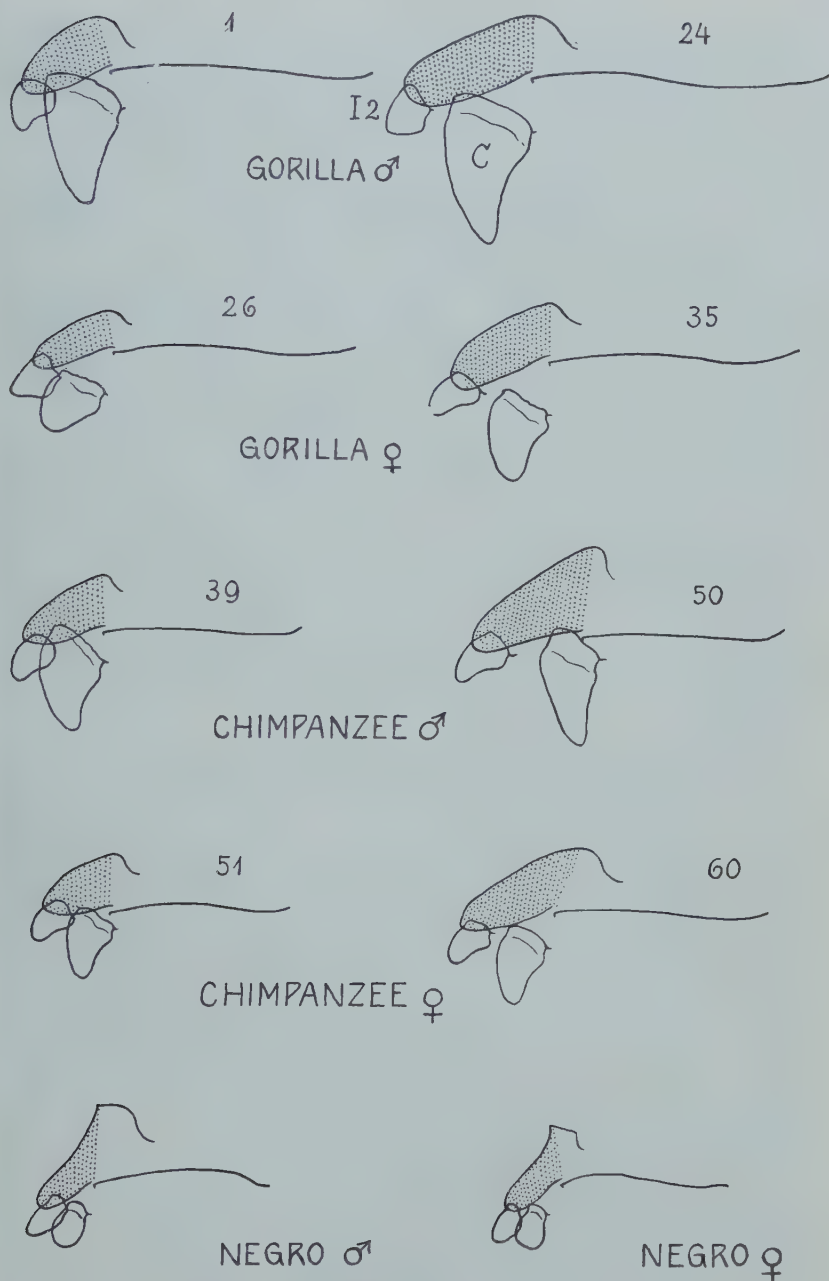 1
24
I2
C
GORILLA ♂
26
35
GORILLA ♀
39
50
CHIMPANZEE ♂
51
60
CHIMPANZEE ♀
NEGRO ♂
NEGRO ♀